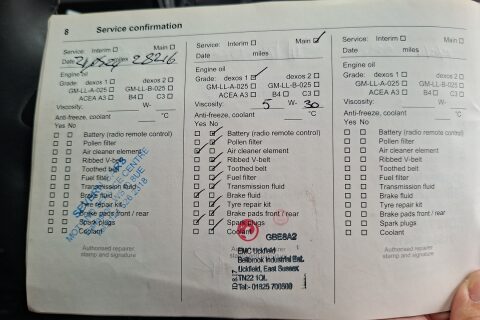 8 Service confirmation
Service: Interim ☐ Main ☐
Date miles 28216
Engine oil
Grade: dexos 1 ☐ dexos 2 ☐
GM-LL-A-025 ☐ GM-LL-B-025 ☐
ACEA A3 ☐ B4 ☐ C3 ☐
Viscosity: W-
Anti-freeze, coolant °C
Yes No
☐ ☐ Battery (radio remote control)
☐ ☐ Pollen filter
☐ ☐ Air cleaner element
☐ ☐ Ribbed V-belt
☐ ☐ Toothed belt
☐ ☐ Fuel filter
☐ ☐ Transmission fluid
☐ ☐ Brake fluid
☐ ☐ Tyre repair kit
☐ ☐ Brake pads front / rear
☐ ☐ Spark plugs
☐ ☐ Coolant
Authorised repairer
stamp and signature
Service: Interim ☐ Main ☑
Date miles
Engine oil
Grade: dexos 1 ☑ dexos 2 ☐
GM-LL-A-025 ☐ GM-LL-B-025 ☐
ACEA A3 ☐ B4 ☐ C3 ☐
Viscosity: 5 W- 30
Anti-freeze, coolant °C
Yes No
☐ ☑ Battery (radio remote control)
☐ ☑ Pollen filter
☑ ☐ Air cleaner element
☐ ☑ Ribbed V-belt
☐ ☑ Toothed belt
☐ ☑ Fuel filter
☐ ☑ Transmission fluid
☑ ☐ Brake fluid
☐ ☑ Tyre repair kit
☐ ☑ Brake pads front / rear
☑ ☐ Spark plugs
☐ ☑ Coolant
GBE8A2
EMC Uckfield
Bellbrook Industrial Est.
Uckfield, East Sussex
TN22 1QL
Tel:- 01825 700308
Service: Interim ☐ Main ☐
Date miles
Engine oil
Grade: dexos 1 ☐ dexos 2 ☐
GM-LL-A-025 ☐ GM-LL-B-025 ☐
ACEA A3 ☐ B4 ☐ C3 ☐
Viscosity: W-
Anti-freeze, coolant °C
Yes No
☐ ☐ Battery (radio remote control)
☐ ☐ Pollen filter
☐ ☐ Air cleaner element
☐ ☐ Ribbed V-belt
☐ ☐ Toothed belt
☐ ☐ Fuel filter
☐ ☐ Transmission fluid
☐ ☐ Brake fluid
☐ ☐ Tyre repair kit
☐ ☐ Brake pads front / rear
☐ ☐ Spark plugs
☐ ☐ Coolant
Authorised repairer
stamp and signature